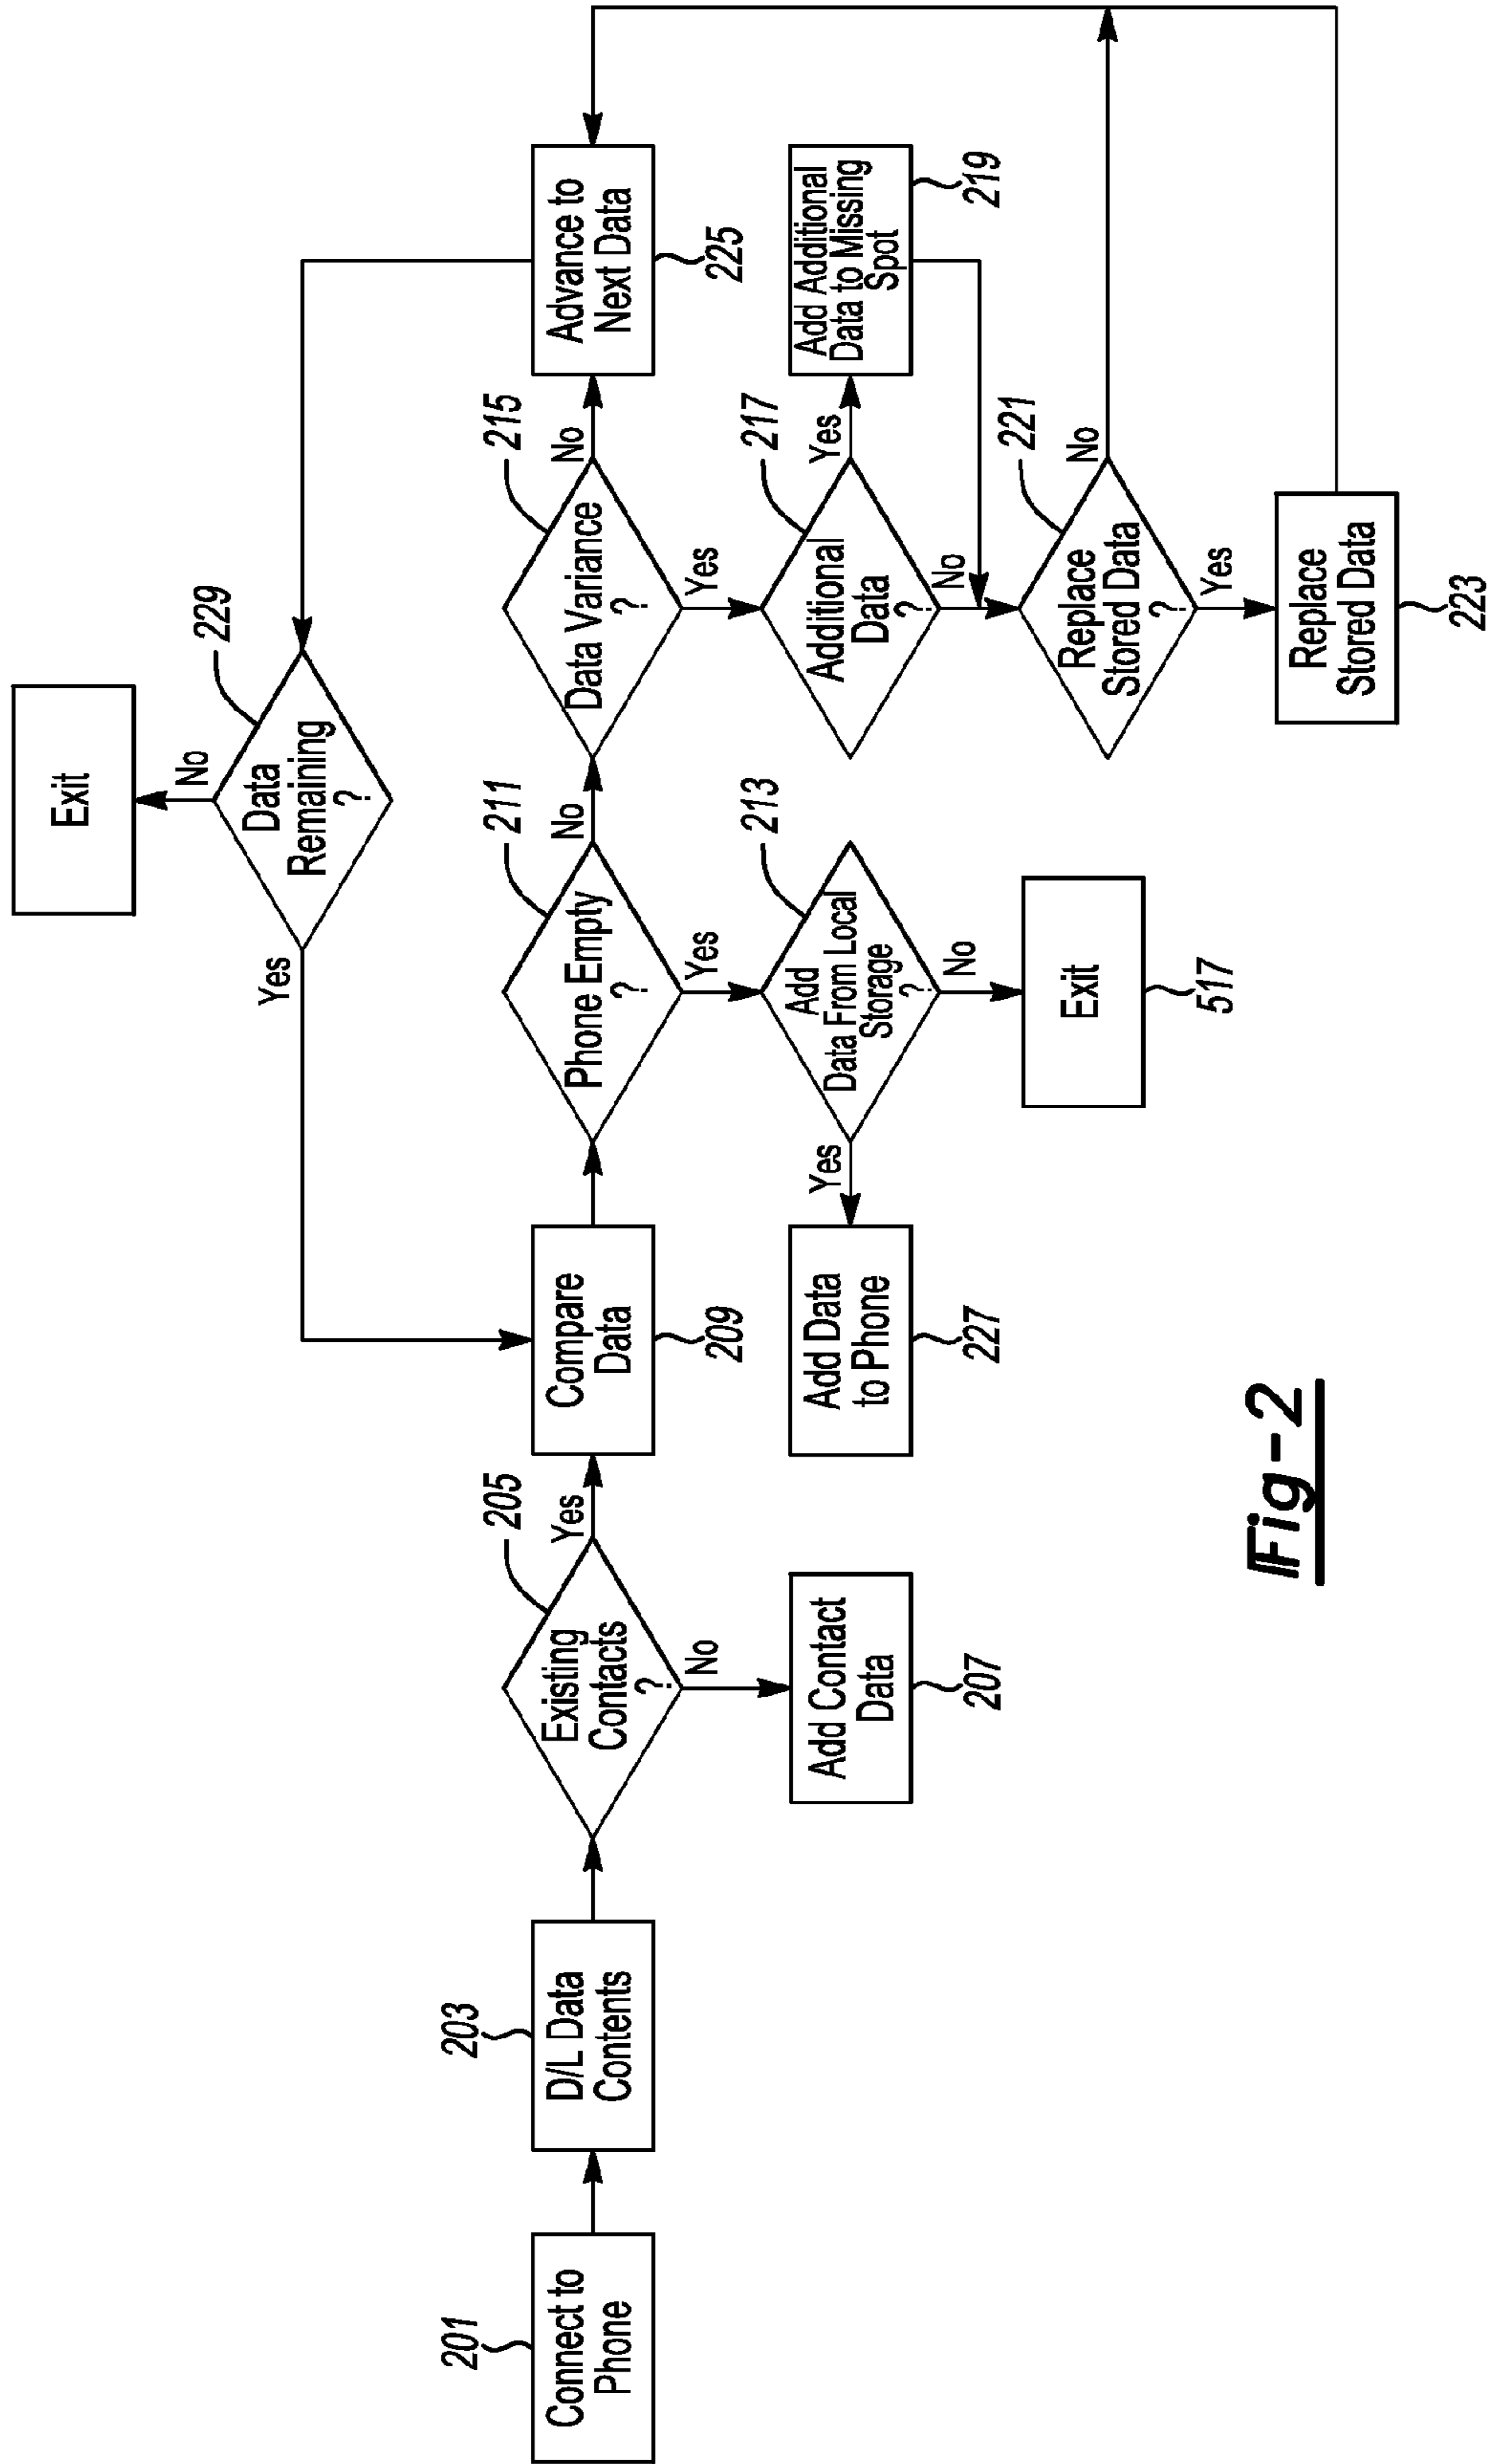 Exit
No
229
Data
Remaining
?
Yes
201
Connect to
Phone
203
D/L Data
Contents
205
Existing
Contacts
?
Yes
No
Add Contact
Data
207
Compare
Data
209
211
Phone Empty
?
No
Yes
213
Add
Data From Local
Storage
?
Yes
Add Data
to Phone
227
No
Exit
517
215
Data Variance
?
No
Yes
Advance to
Next Data
225
217
Additional
Data
?
Yes
Add Additional
Data to Missing
Spot
219
No
221
Replace
Stored Data
?
No
Yes
Replace
Stored Data
223
Fig-2